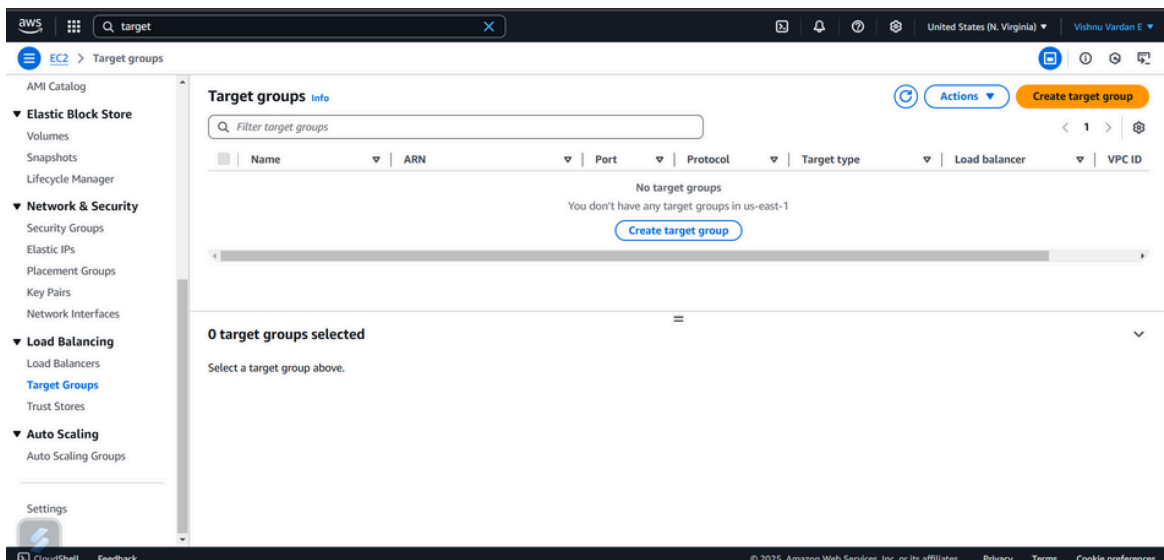 aws
target
United States (N. Virginia)
Vishnu Vardan E
EC2 > Target groups
AMI Catalog
Elastic Block Store
Volumes
Snapshots
Lifecycle Manager
Network & Security
Security Groups
Elastic IPs
Placement Groups
Key Pairs
Network Interfaces
Load Balancing
Load Balancers
Target Groups
Trust Stores
Auto Scaling
Auto Scaling Groups
Settings
Target groups Info
Actions
Create target group
Filter target groups
1
Name ARN Port Protocol Target type Load balancer VPC ID
No target groups
You don't have any target groups in us-east-1
Create target group
0 target groups selected
Select a target group above.
CloudShell Feedback © 2025, Amazon Web Services, Inc. or its affiliates. Privacy Terms Cookie preferences